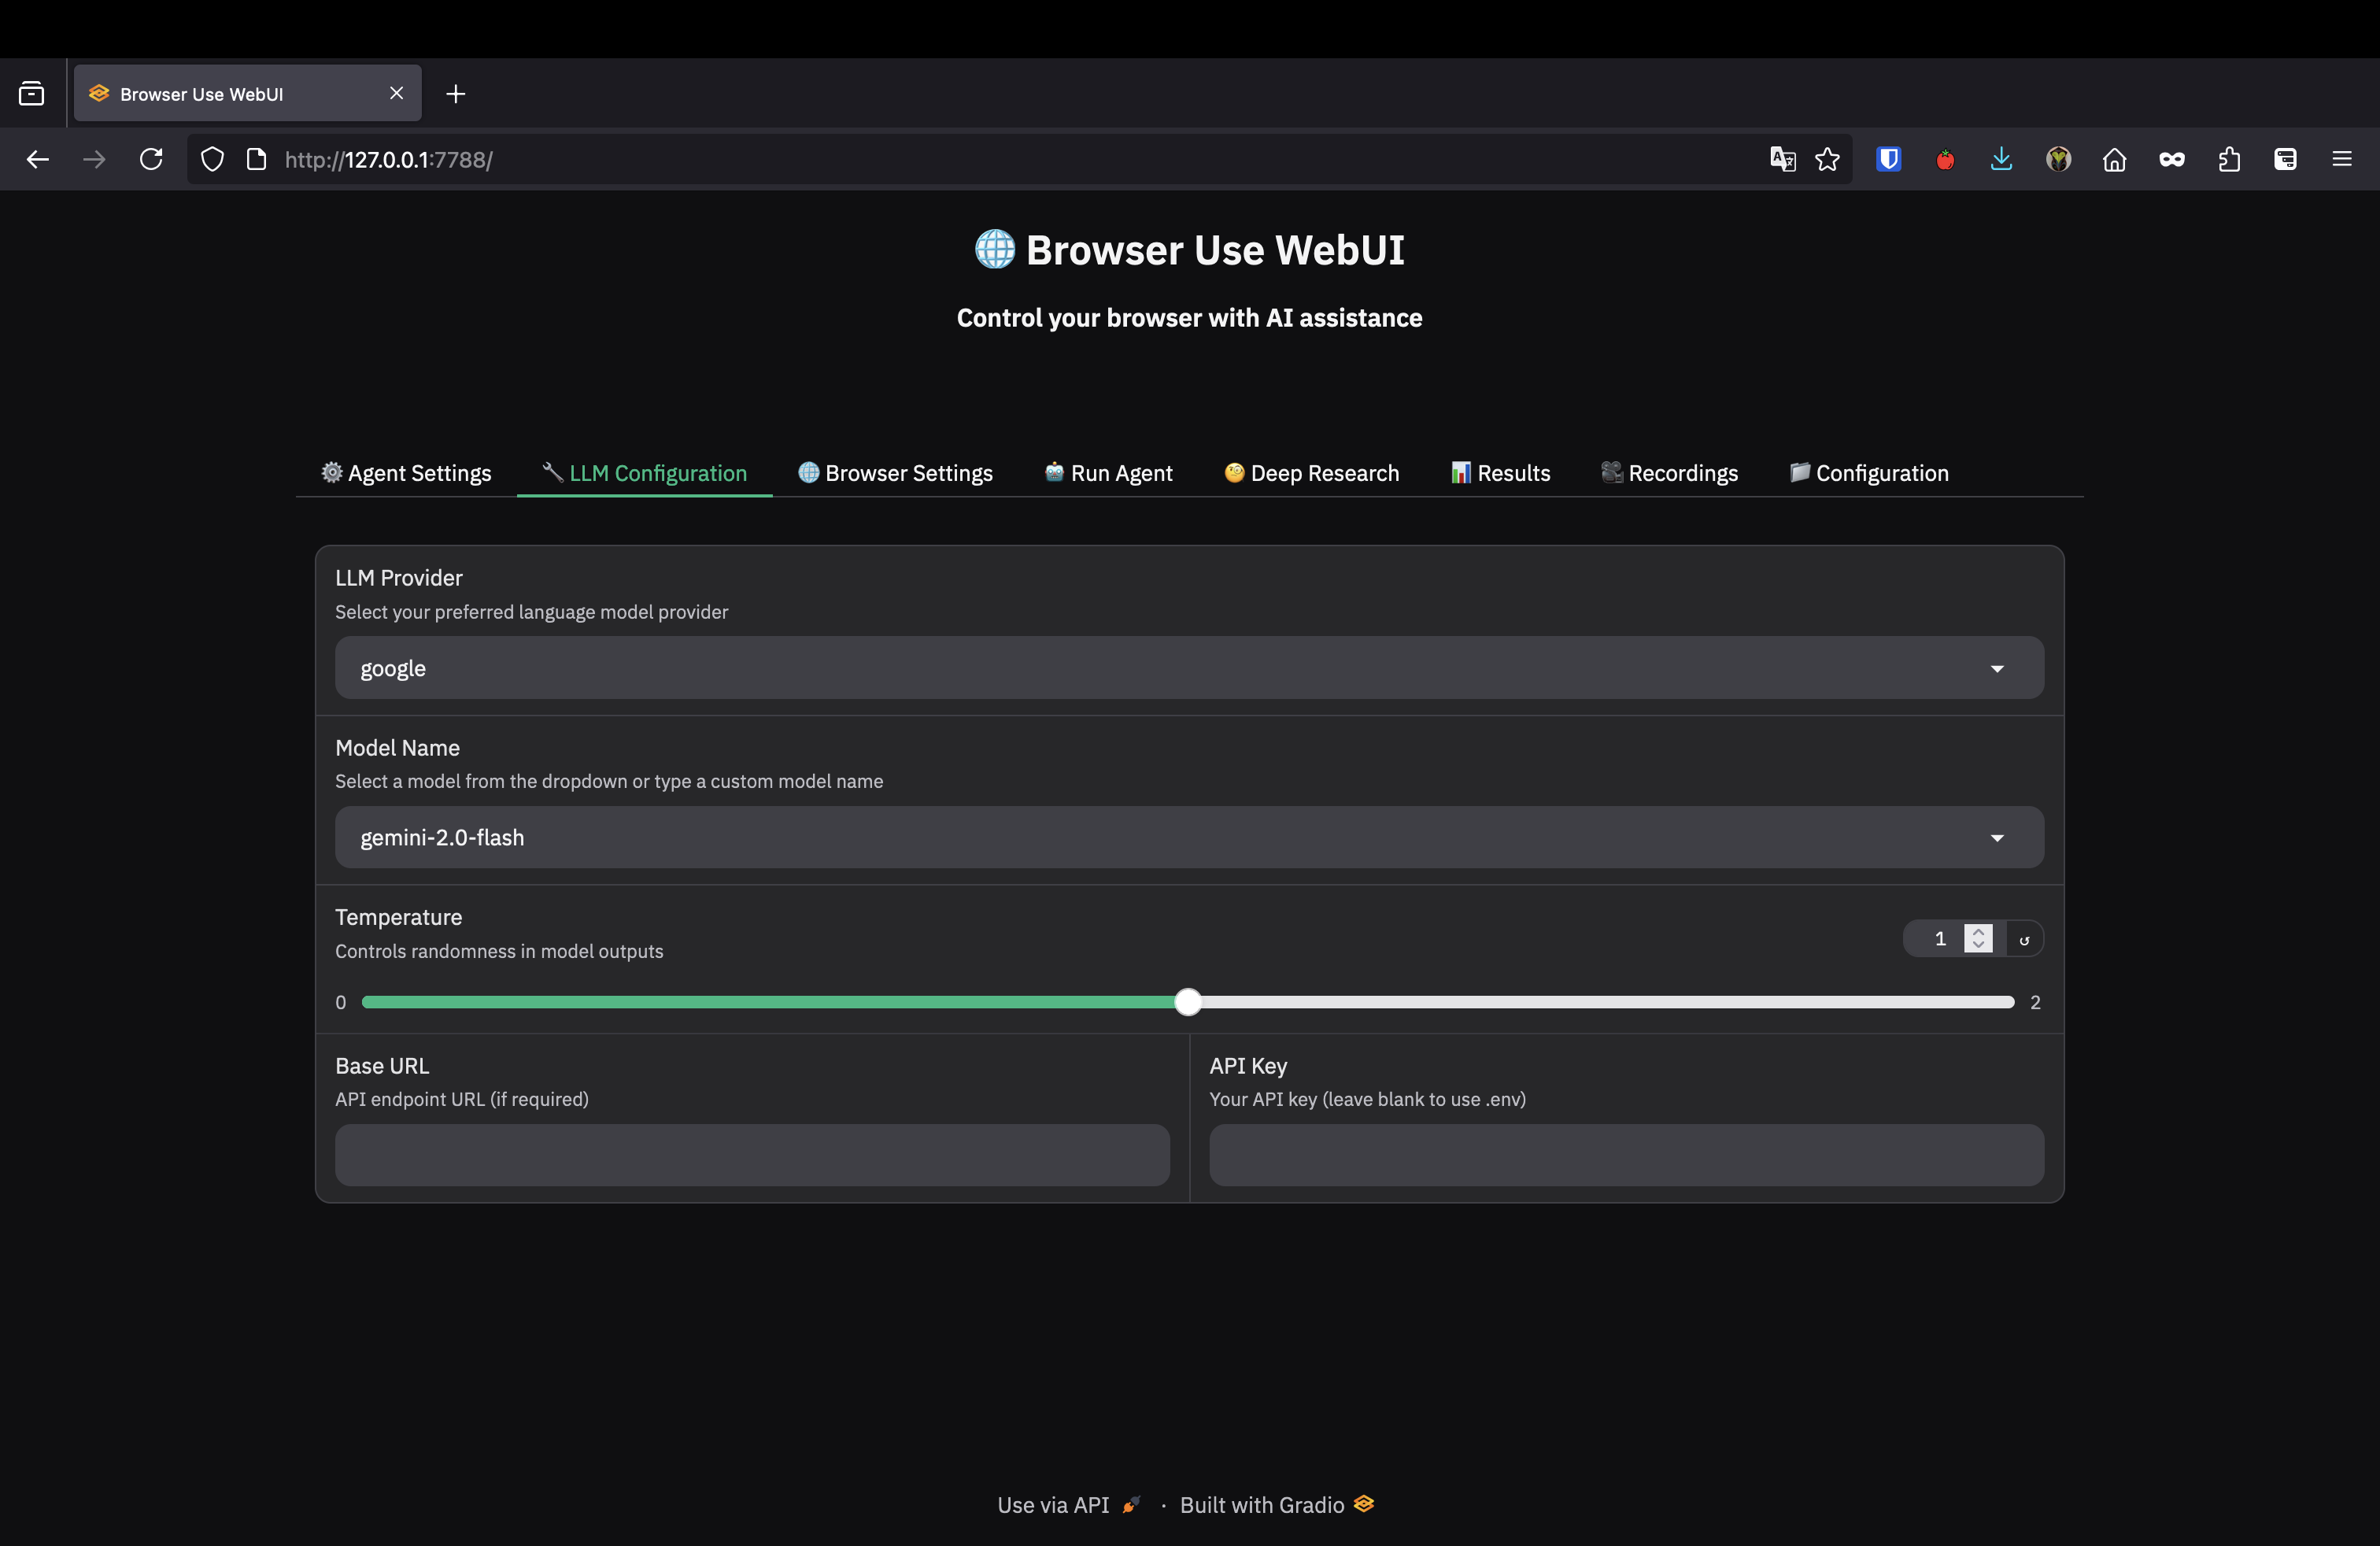 Browser Use WebUI
http://127.0.0.1:7788/
🌐 Browser Use WebUI
Control your browser with AI assistance
⚙️ Agent Settings 🔧 LLM Configuration 🌐 Browser Settings 🤖 Run Agent 🧐 Deep Research 📊 Results 🎥 Recordings 📁 Configuration
LLM Provider
Select your preferred language model provider
google
Model Name
Select a model from the dropdown or type a custom model name
gemini-2.0-flash
Temperature
Controls randomness in model outputs
1
0 2
Base URL
API endpoint URL (if required)
API Key
Your API key (leave blank to use .env)
Use via API · Built with Gradio